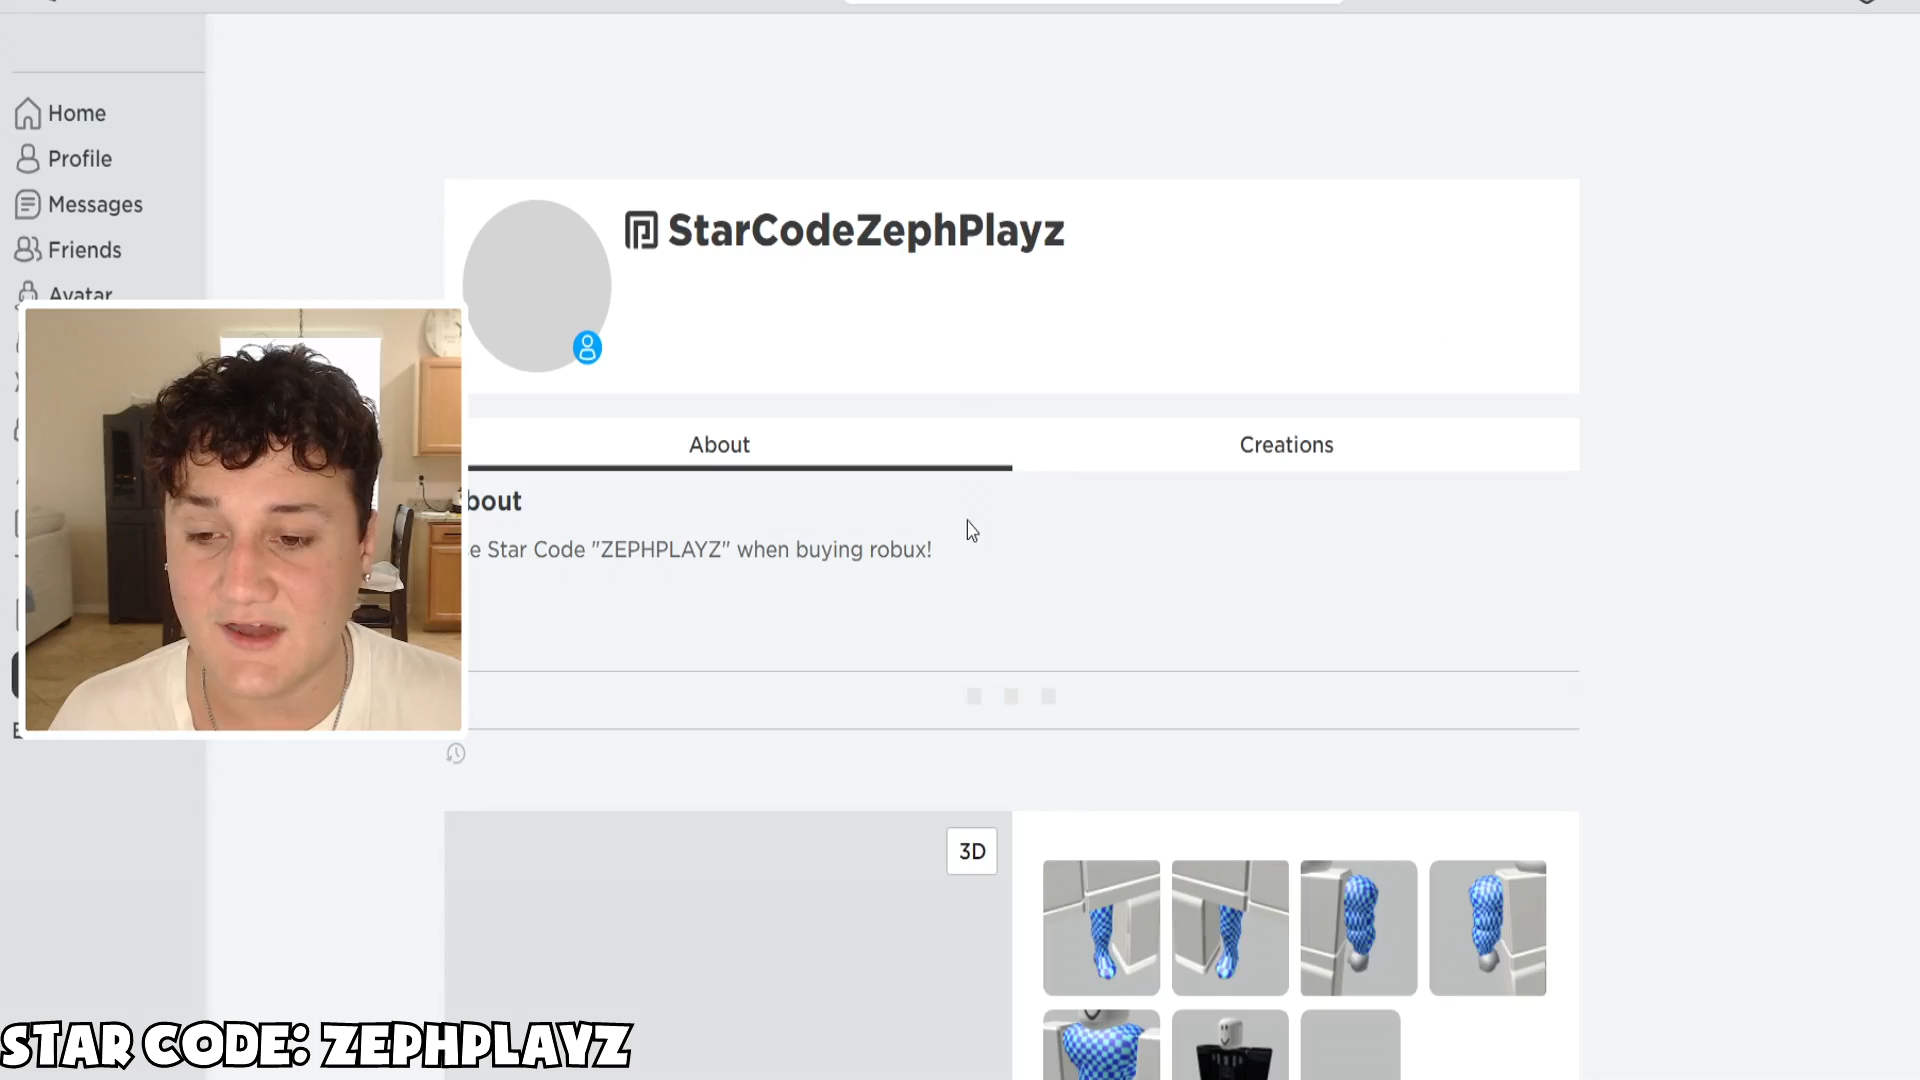 Home
Profile
Messages
Friends
Avatar
StarCodeZephPlayz
About
Creations
bout
e Star Code "ZEPHPLAYZ" when buying robux!
3D
STAR CODE: ZEPHPLAYZ